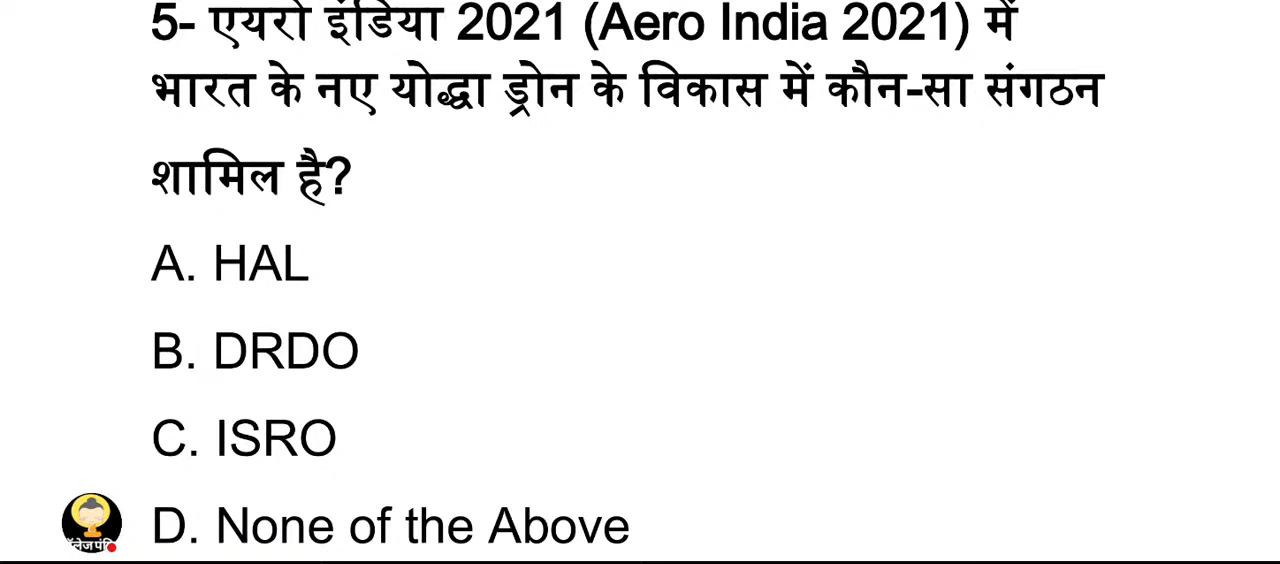 5- एयरो इंडिया 2021 (Aero India 2021) में
भारत के नए योद्धा ड्रोन के विकास में कौन-सा संगठन
शामिल है?
A. HAL
B. DRDO
C. ISRO
D. None of the Above